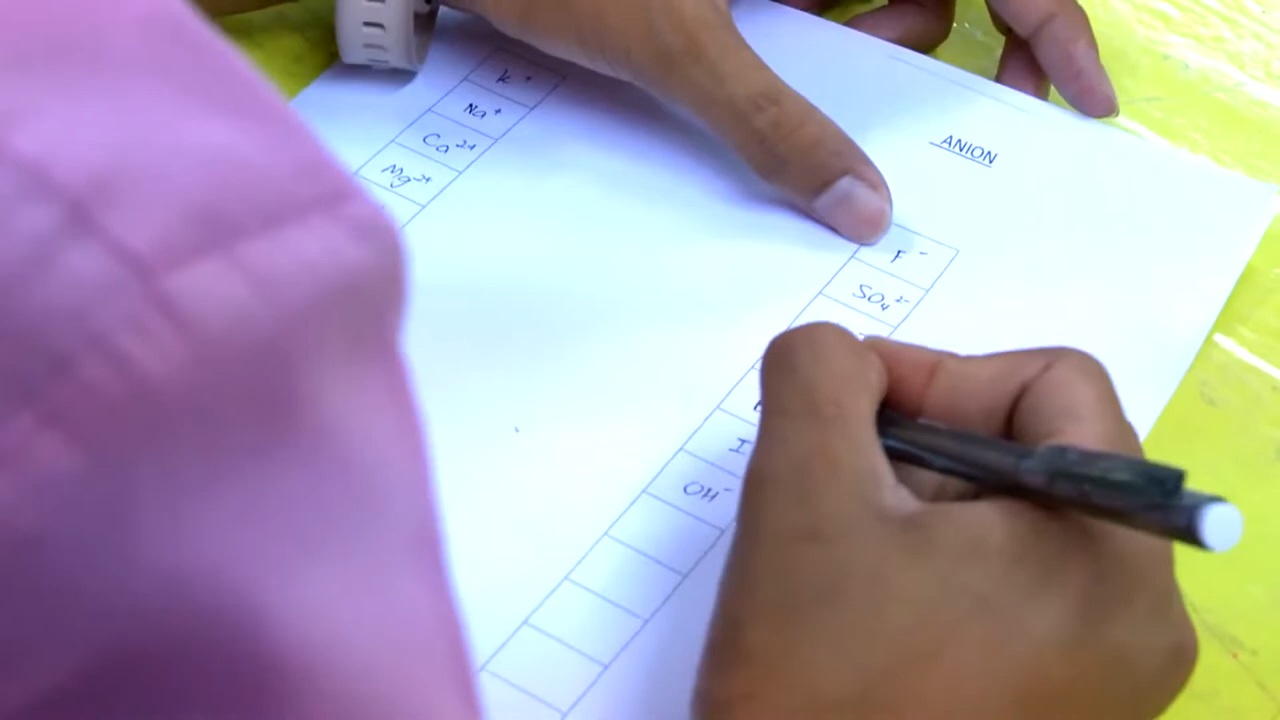 K⁺
Na⁺
Ca²⁺
Mg²⁺
ANION
F⁻
SO₄²⁻
I
OH⁻